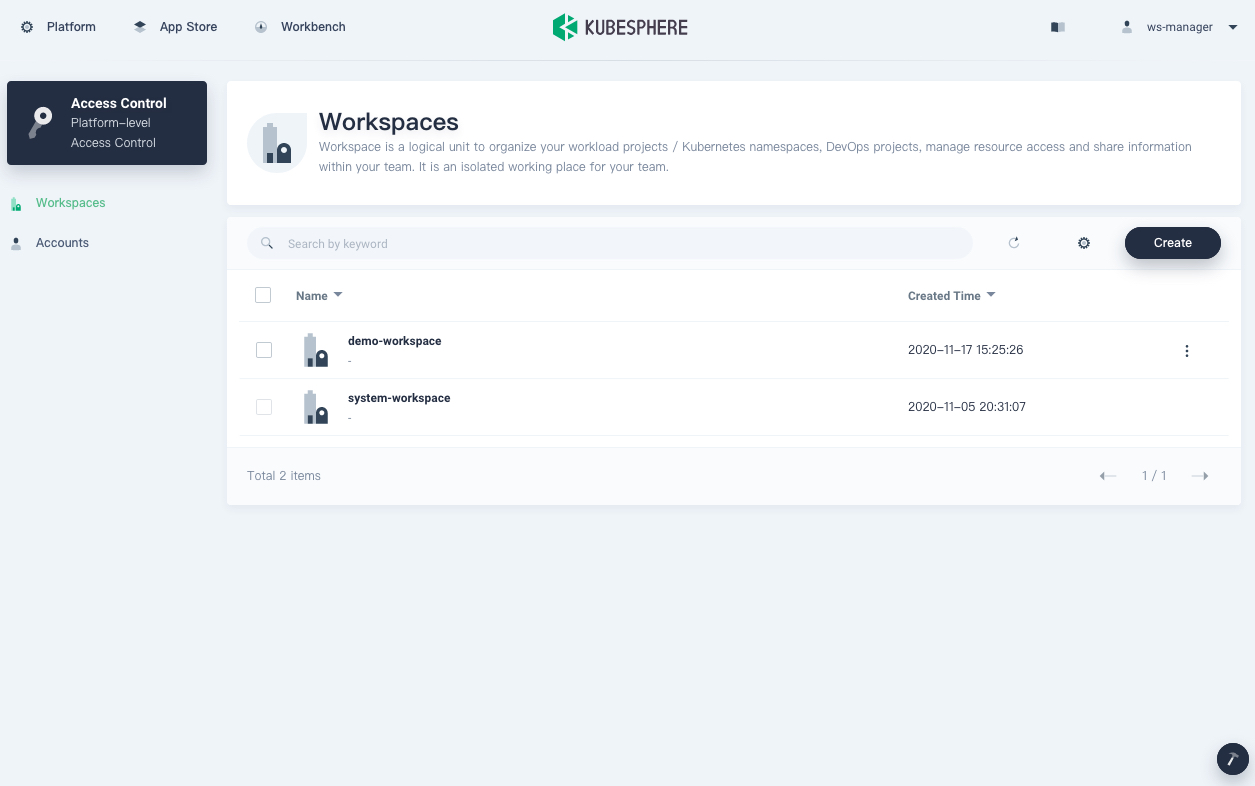 Platform
App Store
Workbench
KUBESPHERE
ws-manager
Access Control
Platform–level
Access Control
Workspaces
Accounts
Workspaces
Workspace is a logical unit to organize your workload projects / Kubernetes namespaces, DevOps projects, manage resource access and share information
within your team. It is an isolated working place for your team.
Search by keyword
Create
Name
Created Time
demo-workspace
-
2020–11–17 15:25:26
system-workspace
-
2020–11–05 20:31:07
Total 2 items
1 / 1